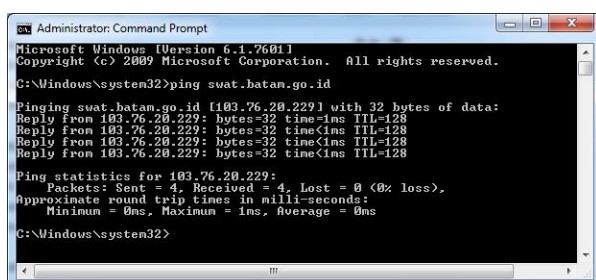 Administrator: Command Prompt
Microsoft Windows [Version 6.1.7601]
Copyright (c) 2009 Microsoft Corporation.  All rights reserved.
C:\Windows\system32>ping swat.batam.go.id
Pinging swat.batam.go.id [103.76.20.229] with 32 bytes of data:
Reply from 103.76.20.229: bytes=32 time=1ms TTL=128
Reply from 103.76.20.229: bytes=32 time<1ms TTL=128
Reply from 103.76.20.229: bytes=32 time<1ms TTL=128
Reply from 103.76.20.229: bytes=32 time<1ms TTL=128
Ping statistics for 103.76.20.229:
    Packets: Sent = 4, Received = 4, Lost = 0 (0% loss),
Approximate round trip times in milli-seconds:
    Minimum = 0ms, Maximum = 1ms, Average = 0ms
C:\Windows\system32>